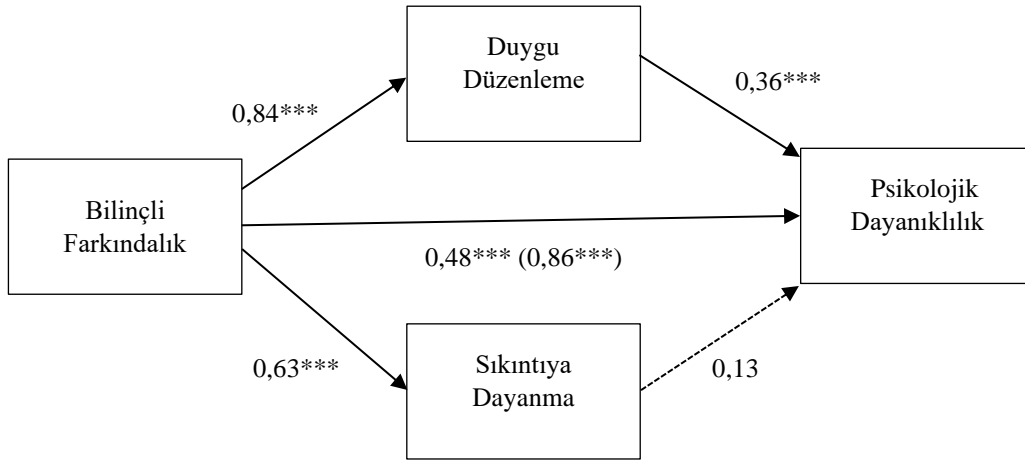 Duygu
Düzenleme
0,36***
0,84***
Bilinçli
Farkındalık
Psikolojik
Dayanıklılık
0,48*** (0,86***)
0,63***
Sıkıntıya
Dayanma
0,13